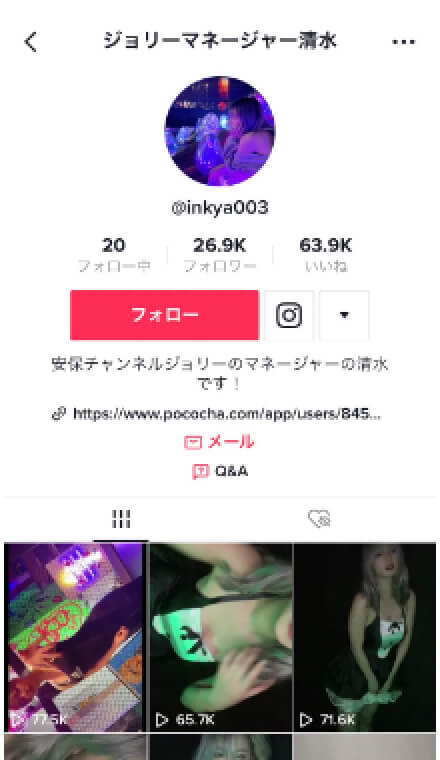 ジョリーマネージャー清水
@inkya003
20 26.9K 63.9K
フォロー中 フォロワー いいね
フォロー
安保チャンネルジョリーのマネージャーの清水
です！
https://www.pococha.com/app/users/845...
メール
Q&A
77.5K 65.7K 71.6K